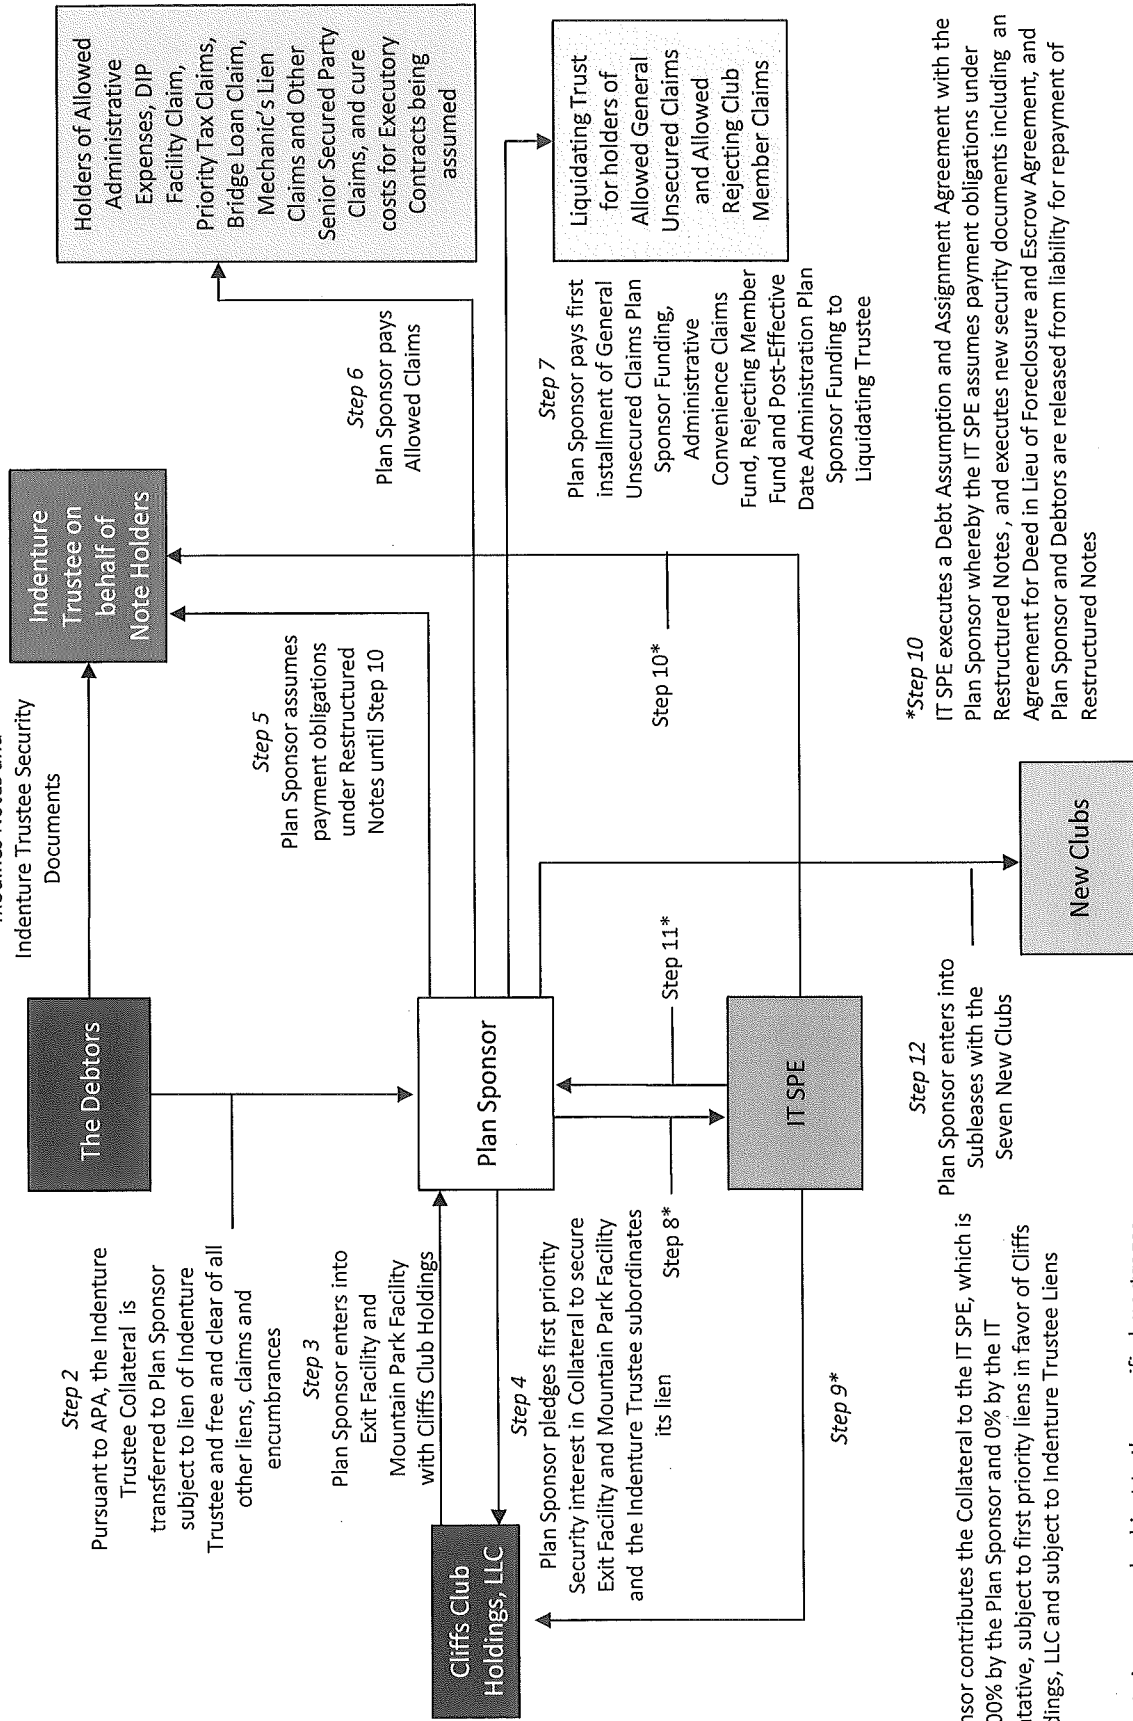 Indenture Trustee Security
Documents
The Debtors
Indenture
Trustee on
behalf of
Note Holders
Holders of Allowed
Administrative
Expenses, DIP
Facility Claim,
Priority Tax Claims,
Bridge Loan Claim,
Mechanic's Lien
Claims and Other
Senior Secured Party
Claims, and cure
costs for Executory
Contracts being
assumed
Step 2
Pursuant to APA, the Indenture
Trustee Collateral is
transferred to Plan Sponsor
subject to lien of Indenture
Trustee and free and clear of all
other liens, claims and
encumbrances
Step 3
Plan Sponsor enters into
Exit Facility and
Mountain Park Facility
with Cliffs Club Holdings
Step 5
Plan Sponsor assumes
payment obligations
under Restructured
Notes until Step 10
Step 6
Plan Sponsor pays
Allowed Claims
Cliffs Club
Holdings, LLC
Plan Sponsor
Step 4
Plan Sponsor pledges first priority
Security interest in Collateral to secure
Exit Facility and Mountain Park Facility
and the Indenture Trustee subordinates
its lien
Step 8*
Step 11*
Step 10*
Step 7
Plan Sponsor pays first
installment of General
Unsecured Claims Plan
Sponsor Funding,
Administrative
Convenience Claims
Fund, Rejecting Member
Fund and Post-Effective
Date Administration Plan
Sponsor Funding to
Liquidating Trustee
Liquidating Trust
for holders of
Allowed General
Unsecured Claims
and Allowed
Rejecting Club
Member Claims
Step 9*
IT SPE
Step 12
Plan Sponsor enters into
Subleases with the
Seven New Clubs
New Clubs
*Step 10
IT SPE executes a Debt Assumption and Assignment Agreement with the
Plan Sponsor whereby the IT SPE assumes payment obligations under
Restructured Notes , and executes new security documents including an
Agreement for Deed in Lieu of Foreclosure and Escrow Agreement, and
Plan Sponsor and Debtors are released from liability for repayment of
Restructured Notes
nsor contributes the Collateral to the IT SPE, which is
00% by the Plan Sponsor and 0% by the IT
ntative, subject to first priority liens in favor of Cliffs
dings, LLC and subject to Indenture Trustee Liens